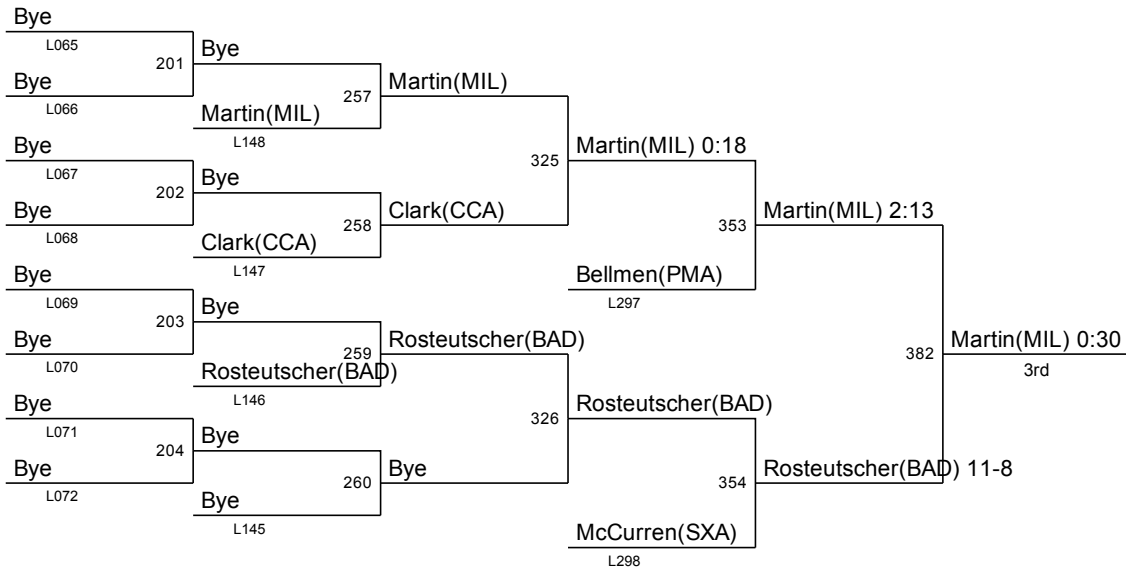 Bye
L065
201
Bye
Bye
L066
257
Martin(MIL)
Martin(MIL)
L148
Bye
L067
325
Martin(MIL) 0:18
202
Bye
Bye
L068
258
Clark(CCA)
353
Martin(MIL) 2:13
Clark(CCA)
L147
Bye
L069
Bellmen(PMA)
L297
203
Bye
Bye
L070
259
Rosteutscher(BAD)
382
Martin(MIL) 0:30
3rd
Rosteutscher(BAD)
L146
Bye
L071
326
Rosteutscher(BAD)
204
Bye
Bye
L072
260
Bye
354
Rosteutscher(BAD) 11-8
Bye
L145
McCurren(SXA)
L298